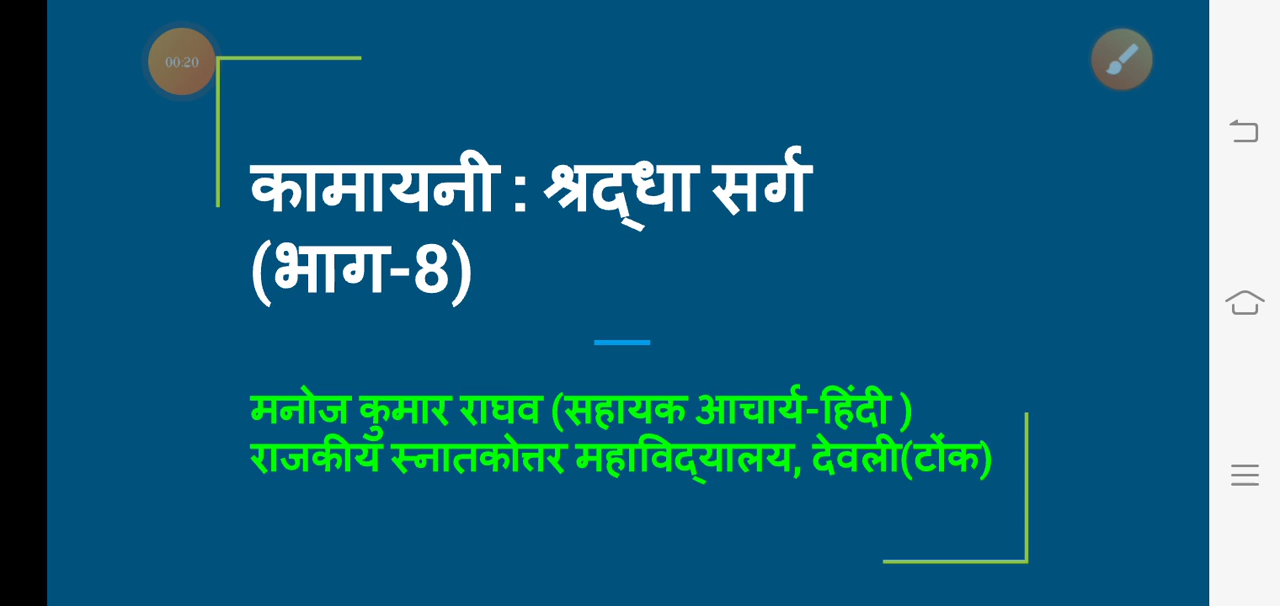 00:20
कामायनी : श्रद्धा सर्ग
(भाग-8)
मनोज कुमार राघव (सहायक आचार्य-हिंदी )
राजकीय स्नातकोत्तर महाविद्यालय, देवली(टोंक)